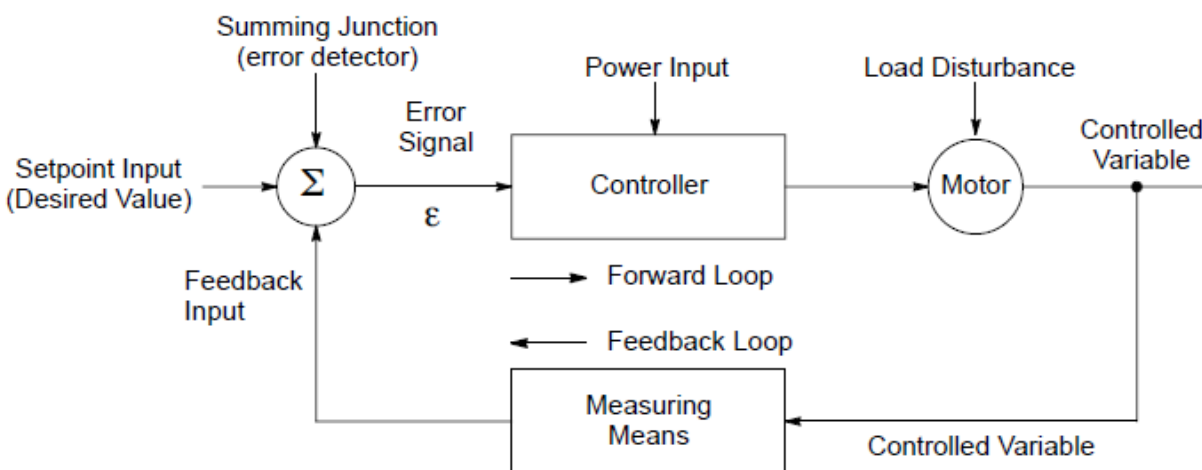 Summing Junction
(error detector)
Power Input
Load Disturbance
Error
Signal
Controlled
Variable
Setpoint Input
(Desired Value)
Σ
ε
Controller
Motor
Feedback
Input
Forward Loop
Feedback Loop
Measuring
Means
Controlled Variable